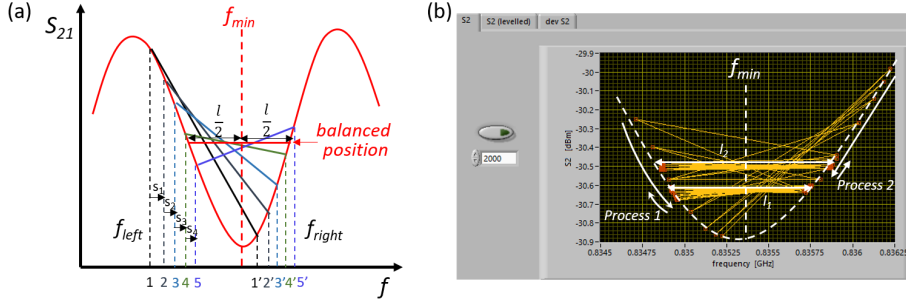 (a)
S21
fmin
l/2 l/2
balanced
position
s1
s2
s3
s4
fleft
fright
f
1 2 3 4 5 1' 2' 3' 4' 5'
(b)
S2 S2 (levelled) dev S2
2000
fmin
l2
l1
Process 1
Process 2
S2 [dBm]
-29.9
-30
-30.1
-30.2
-30.3
-30.4
-30.5
-30.6
-30.7
-30.8
-30.9
0.8345 0.83475 0.835 0.83525 0.8355 0.83575 0.836 0.83625
frequency [GHz]